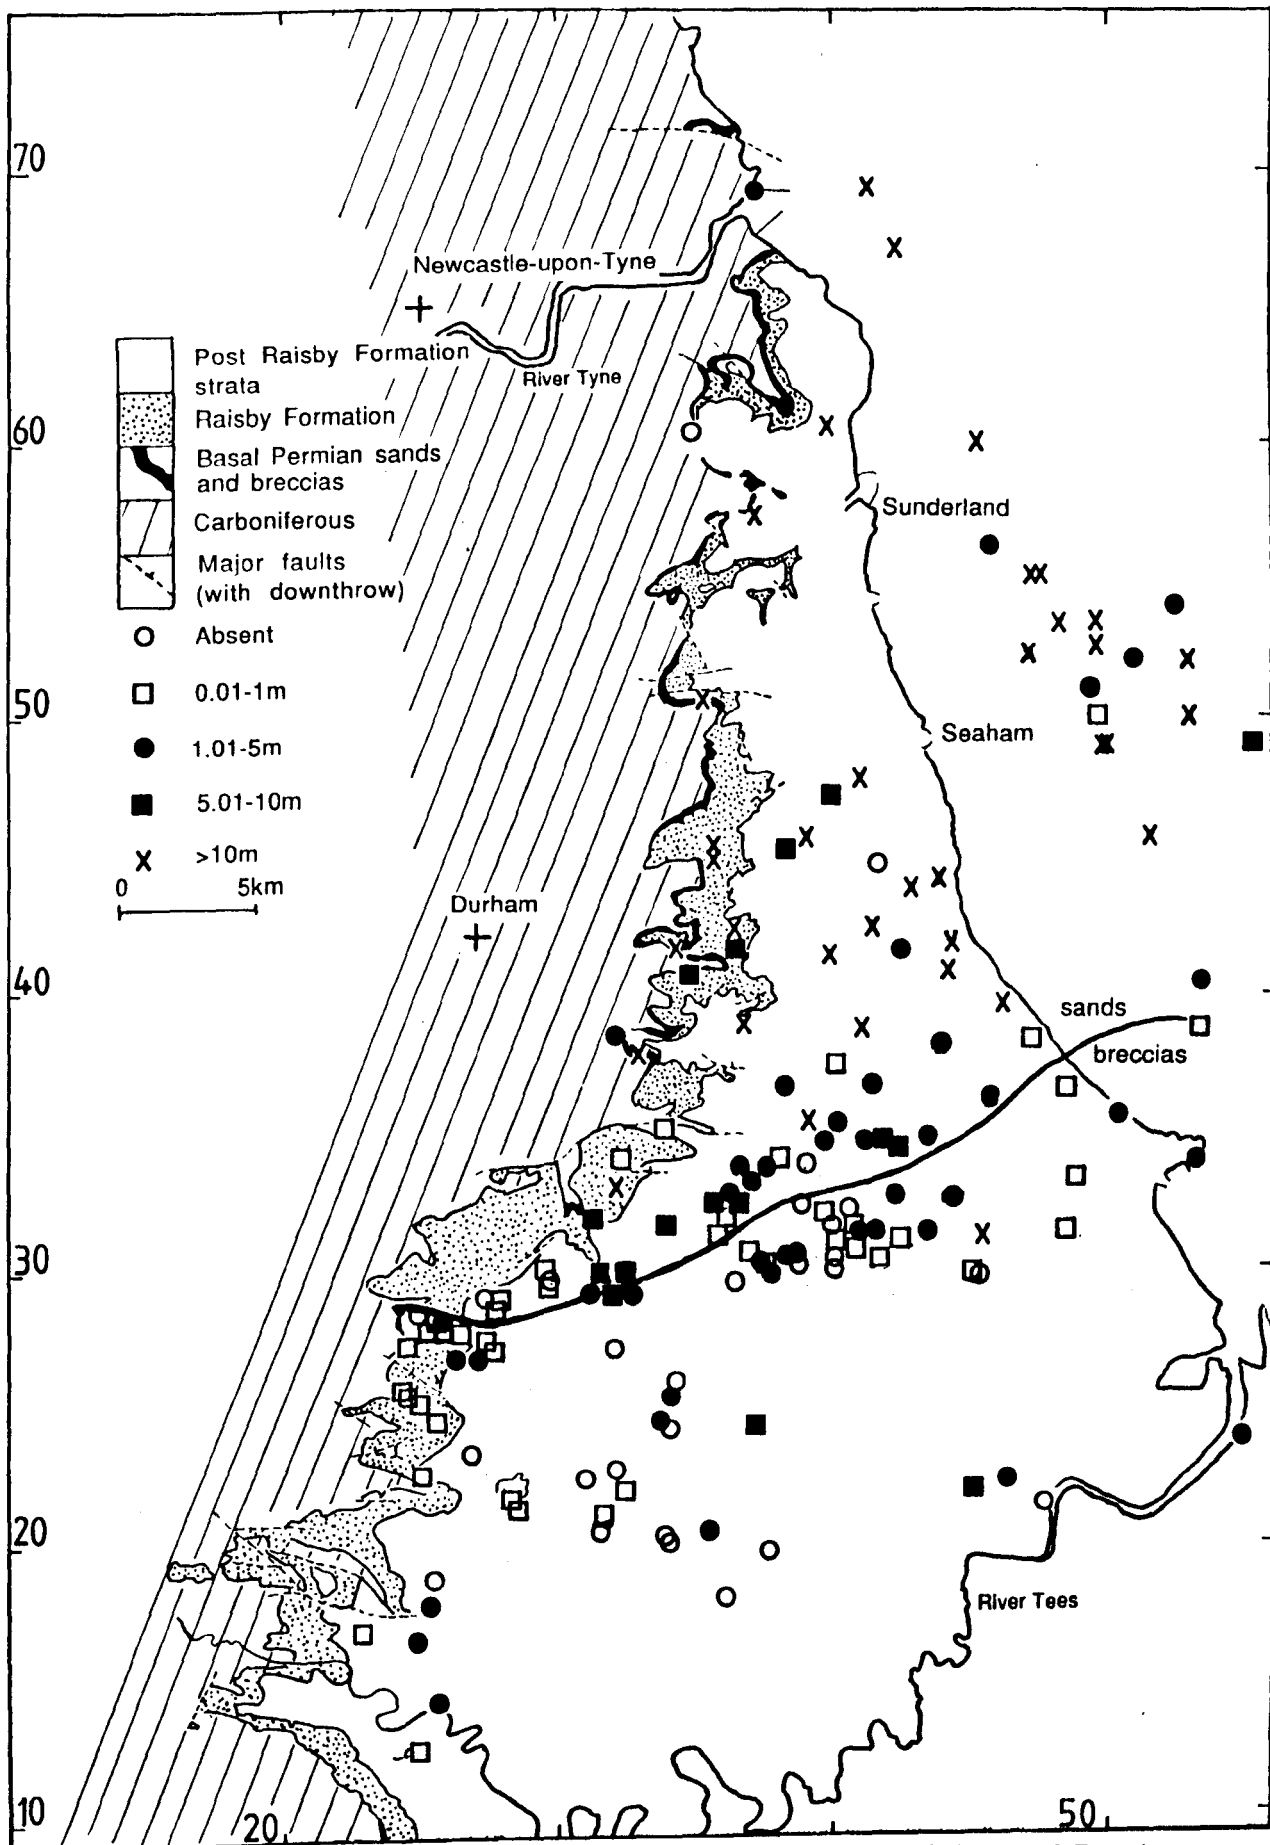 70
Newcastle-upon-Tyne
Post Raisby Formation
strata
River Tyne
Raisby Formation
60
Basal Permian sands
and breccias
Sunderland
Carboniferous
Major faults
(with downthrow)
Absent
0.01-1m
50
Seaham
1.01-5m
5.01-10m
>10m
0 5km
Durham
40
sands
breccias
30
20
River Tees
10
20
50